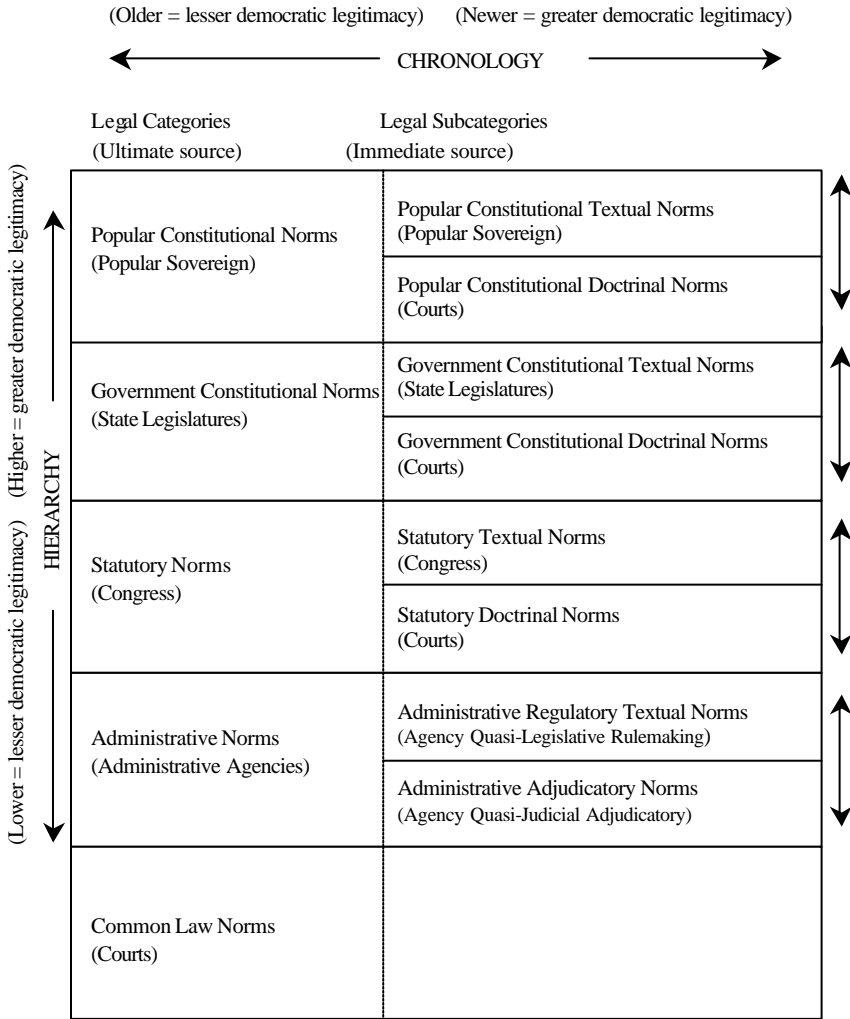 (Older = lesser democratic legitimacy) (Newer = greater democratic legitimacy)
CHRONOLOGY
Legal Categories
(Ultimate source)
Legal Subcategories
(Immediate source)
(Higher = greater democratic legitimacy)
HIERARCHY
(Lower = lesser democratic legitimacy)
Popular Constitutional Norms
(Popular Sovereign)
Popular Constitutional Textual Norms
(Popular Sovereign)
Popular Constitutional Doctrinal Norms
(Courts)
Government Constitutional Norms
(State Legislatures)
Government Constitutional Textual Norms
(State Legislatures)
Government Constitutional Doctrinal Norms
(Courts)
Statutory Norms
(Congress)
Statutory Textual Norms
(Congress)
Statutory Doctrinal Norms
(Courts)
Administrative Norms
(Administrative Agencies)
Administrative Regulatory Textual Norms
(Agency Quasi-Legislative Rulemaking)
Administrative Adjudicatory Norms
(Agency Quasi-Judicial Adjudicatory)
Common Law Norms
(Courts)